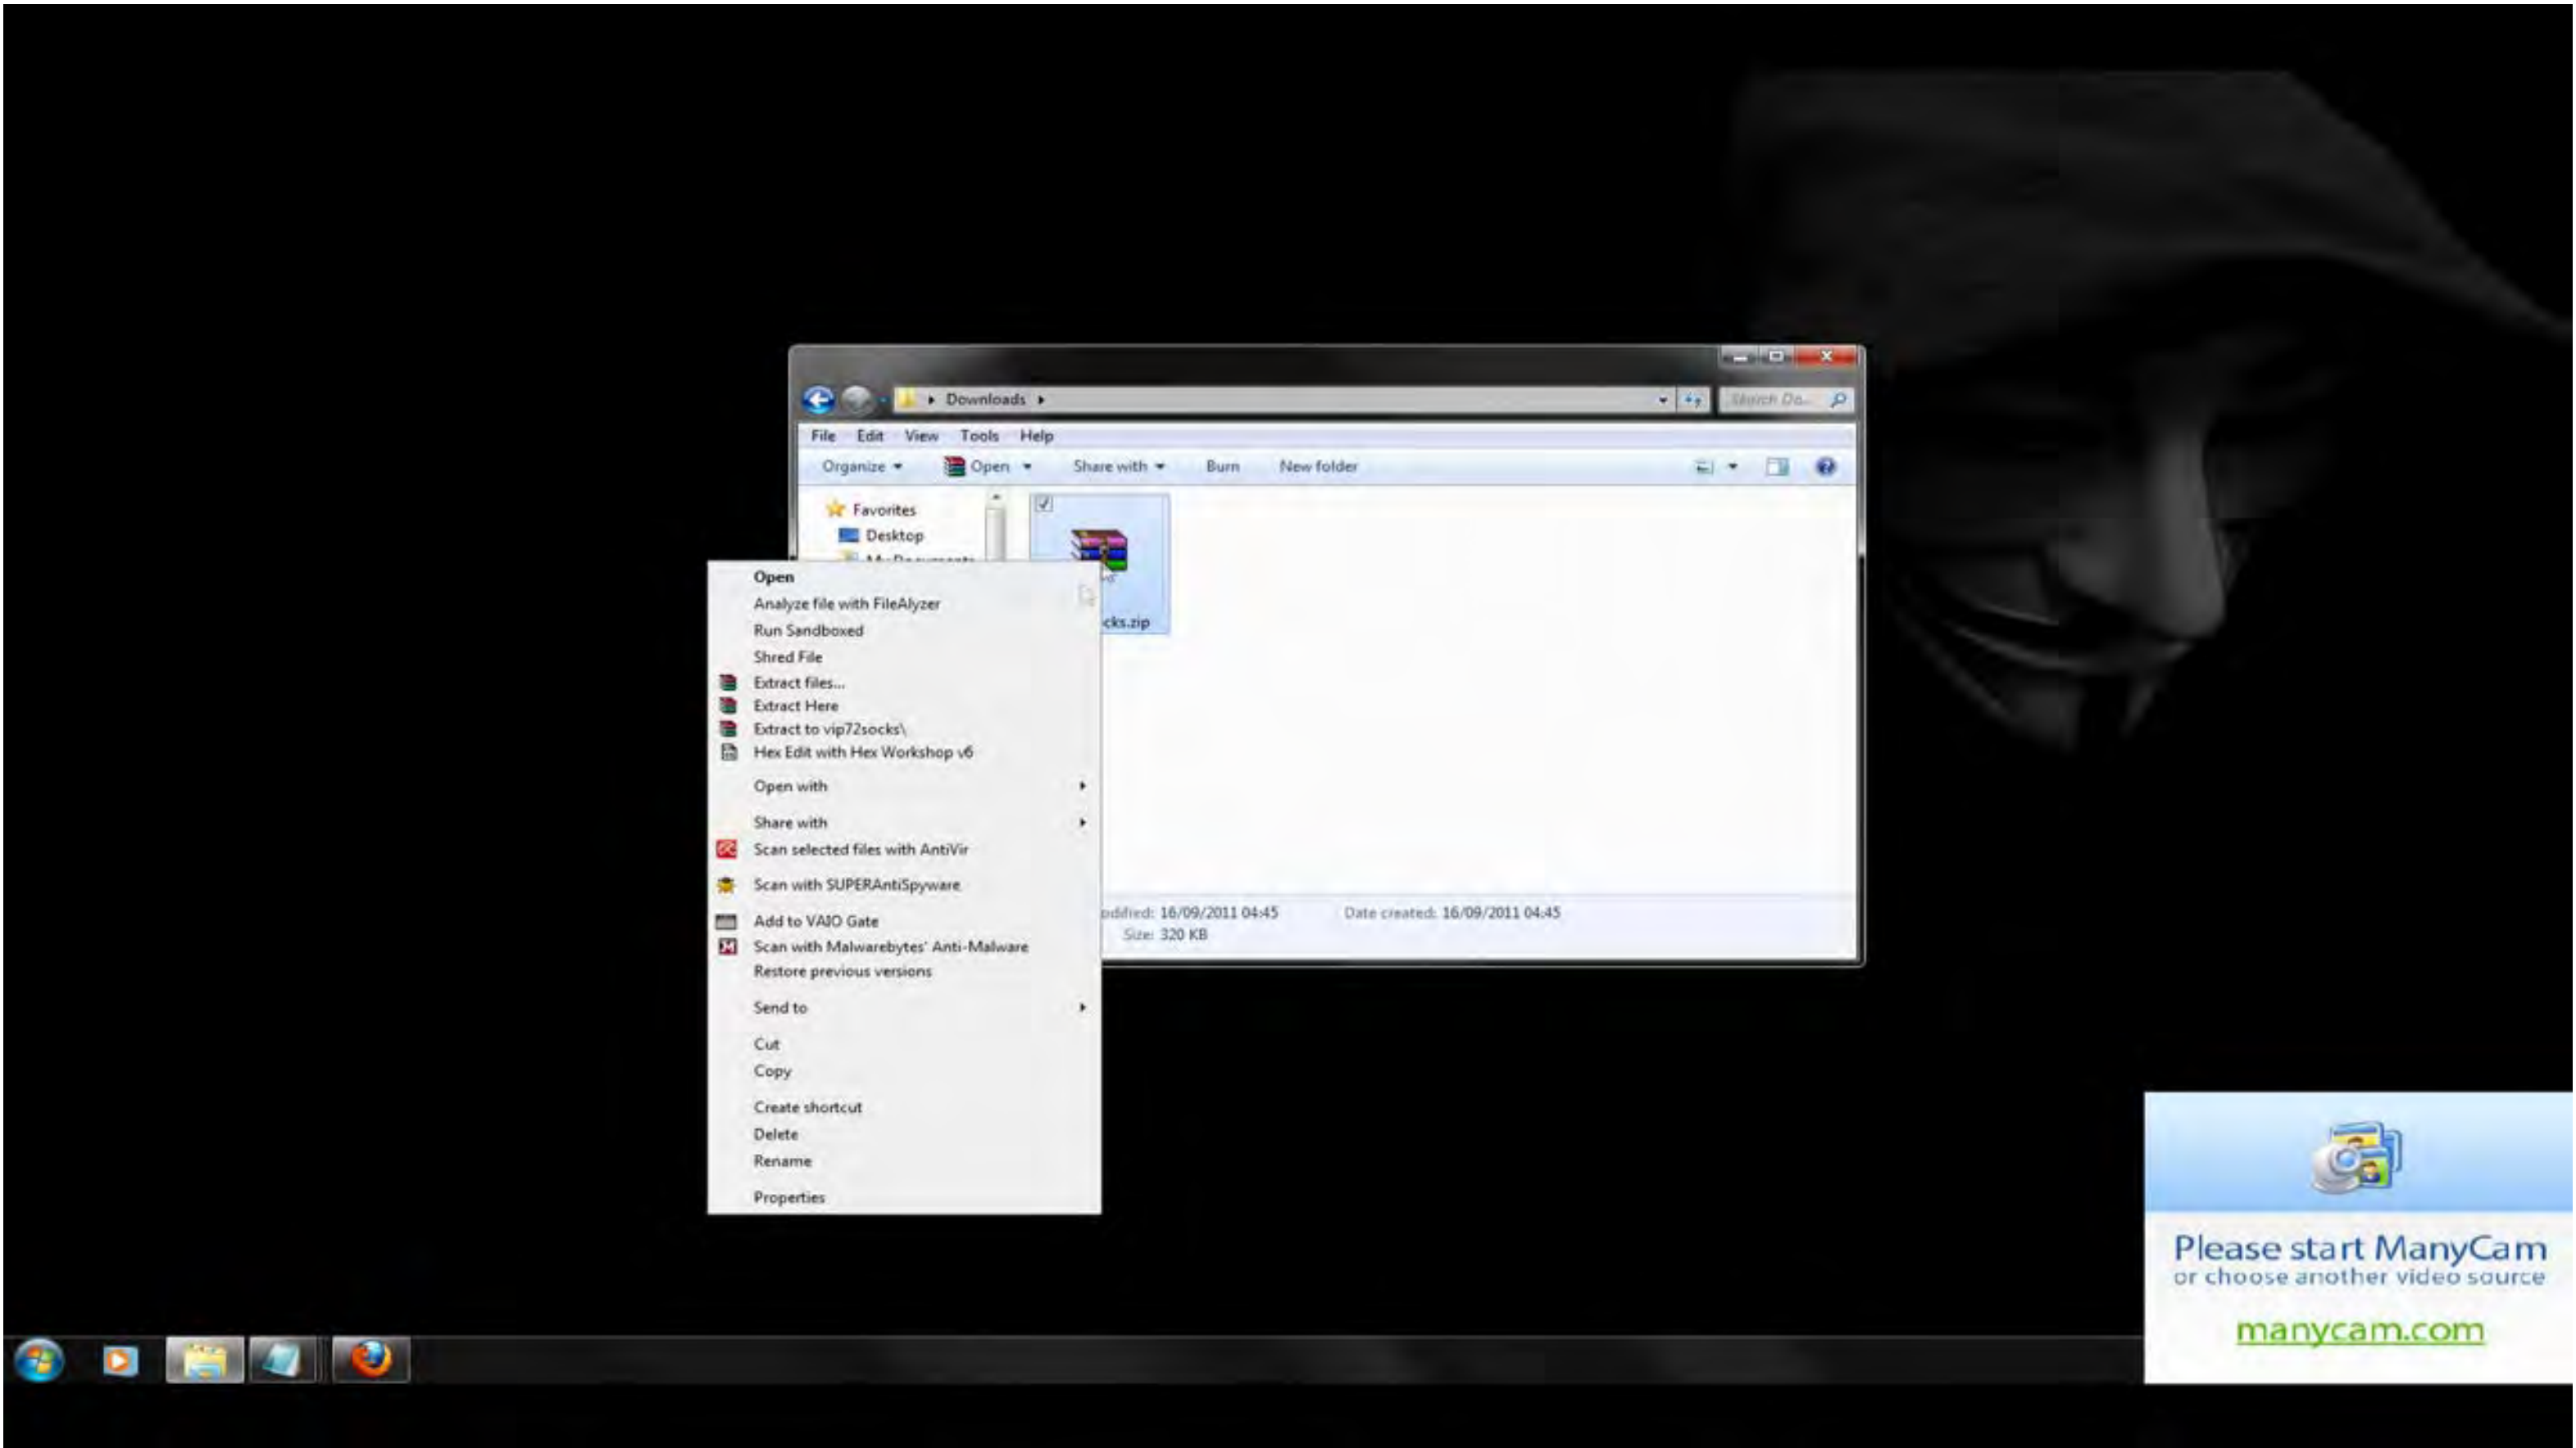 Downloads
File Edit View Tools Help
Organize Open Share with Burn New folder
Favorites
Desktop
My Documents
cks.zip
Open
Analyze file with FileAlyzer
Run Sandboxed
Shred File
Extract files...
Extract Here
Extract to vip72socks\
Hex Edit with Hex Workshop v6
Open with
Share with
Scan selected files with AntiVir
Scan with SUPERAntiSpyware
Add to VAIO Gate
Scan with Malwarebytes' Anti-Malware
Restore previous versions
Send to
Cut
Copy
Create shortcut
Delete
Rename
Properties
odified: 16/09/2011 04:45 Date created: 16/09/2011 04:45
Size: 320 KB
Please start ManyCam
or choose another video source
manycam.com